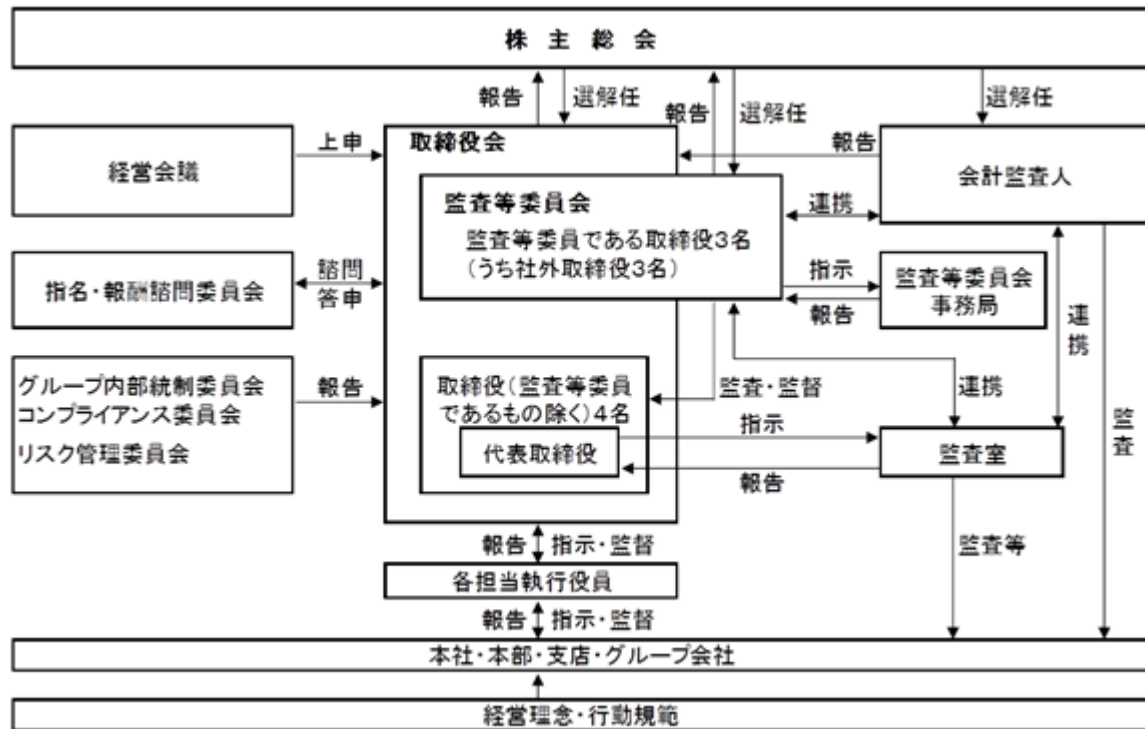 株主総会
報告
選解任
報告
選解任
選解任
経営会議
上申
取締役会
報告
会計監査人
監査等委員会
監査等委員である取締役3名
(うち社外取締役3名)
連携
指名・報酬諮問委員会
諮問
答申
指示
報告
監査等委員会
事務局
連携
グループ内部統制委員会
コンプライアンス委員会
リスク管理委員会
報告
取締役(監査等委員
であるもの除く)4名
監査・監督
連携
監査
代表取締役
指示
報告
監査室
報告
指示・監督
監査等
各担当執行役員
報告
指示・監督
本社・本部・支店・グループ会社
経営理念・行動規範